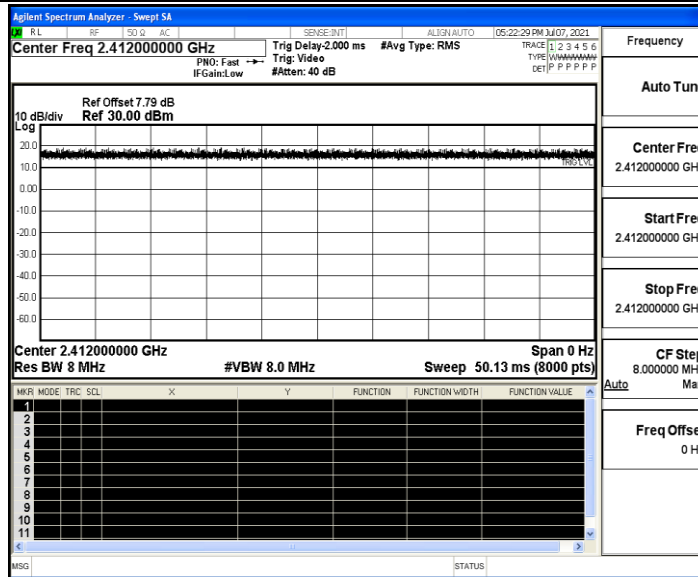 Agilent Spectrum Analyzer - Swept SA
RL RF 50 Ω AC SENSE:INT ALIGN AUTO 05:22:29 PM Jul 07, 2021
Center Freq 2.412000000 GHz
PNO: Fast
IFGain:Low
Trig Delay-2.000 ms
Trig: Video
#Atten: 40 dB
#Avg Type: RMS
TRACE 1 2 3 4 5 6
TYPE WWWWWW
DET P P P P P P
Ref Offset 7.79 dB
10 dB/div Ref 30.00 dBm
Log
20.0
10.0
TRIG LVL
0.00
-10.0
-20.0
-30.0
-40.0
-50.0
-60.0
Center 2.412000000 GHz Span 0 Hz
Res BW 8 MHz #VBW 8.0 MHz Sweep 50.13 ms (8000 pts)
MKR MODE TRC SCL X Y FUNCTION FUNCTION WIDTH FUNCTION VALUE
1
2
3
4
5
6
7
8
9
10
11
MSG STATUS
Frequency
Auto Tun
Center Fre
2.412000000 GH
Start Fre
2.412000000 GH
Stop Fre
2.412000000 GH
CF Ste
8.000000 MH
Auto Ma
Freq Offse
0 H